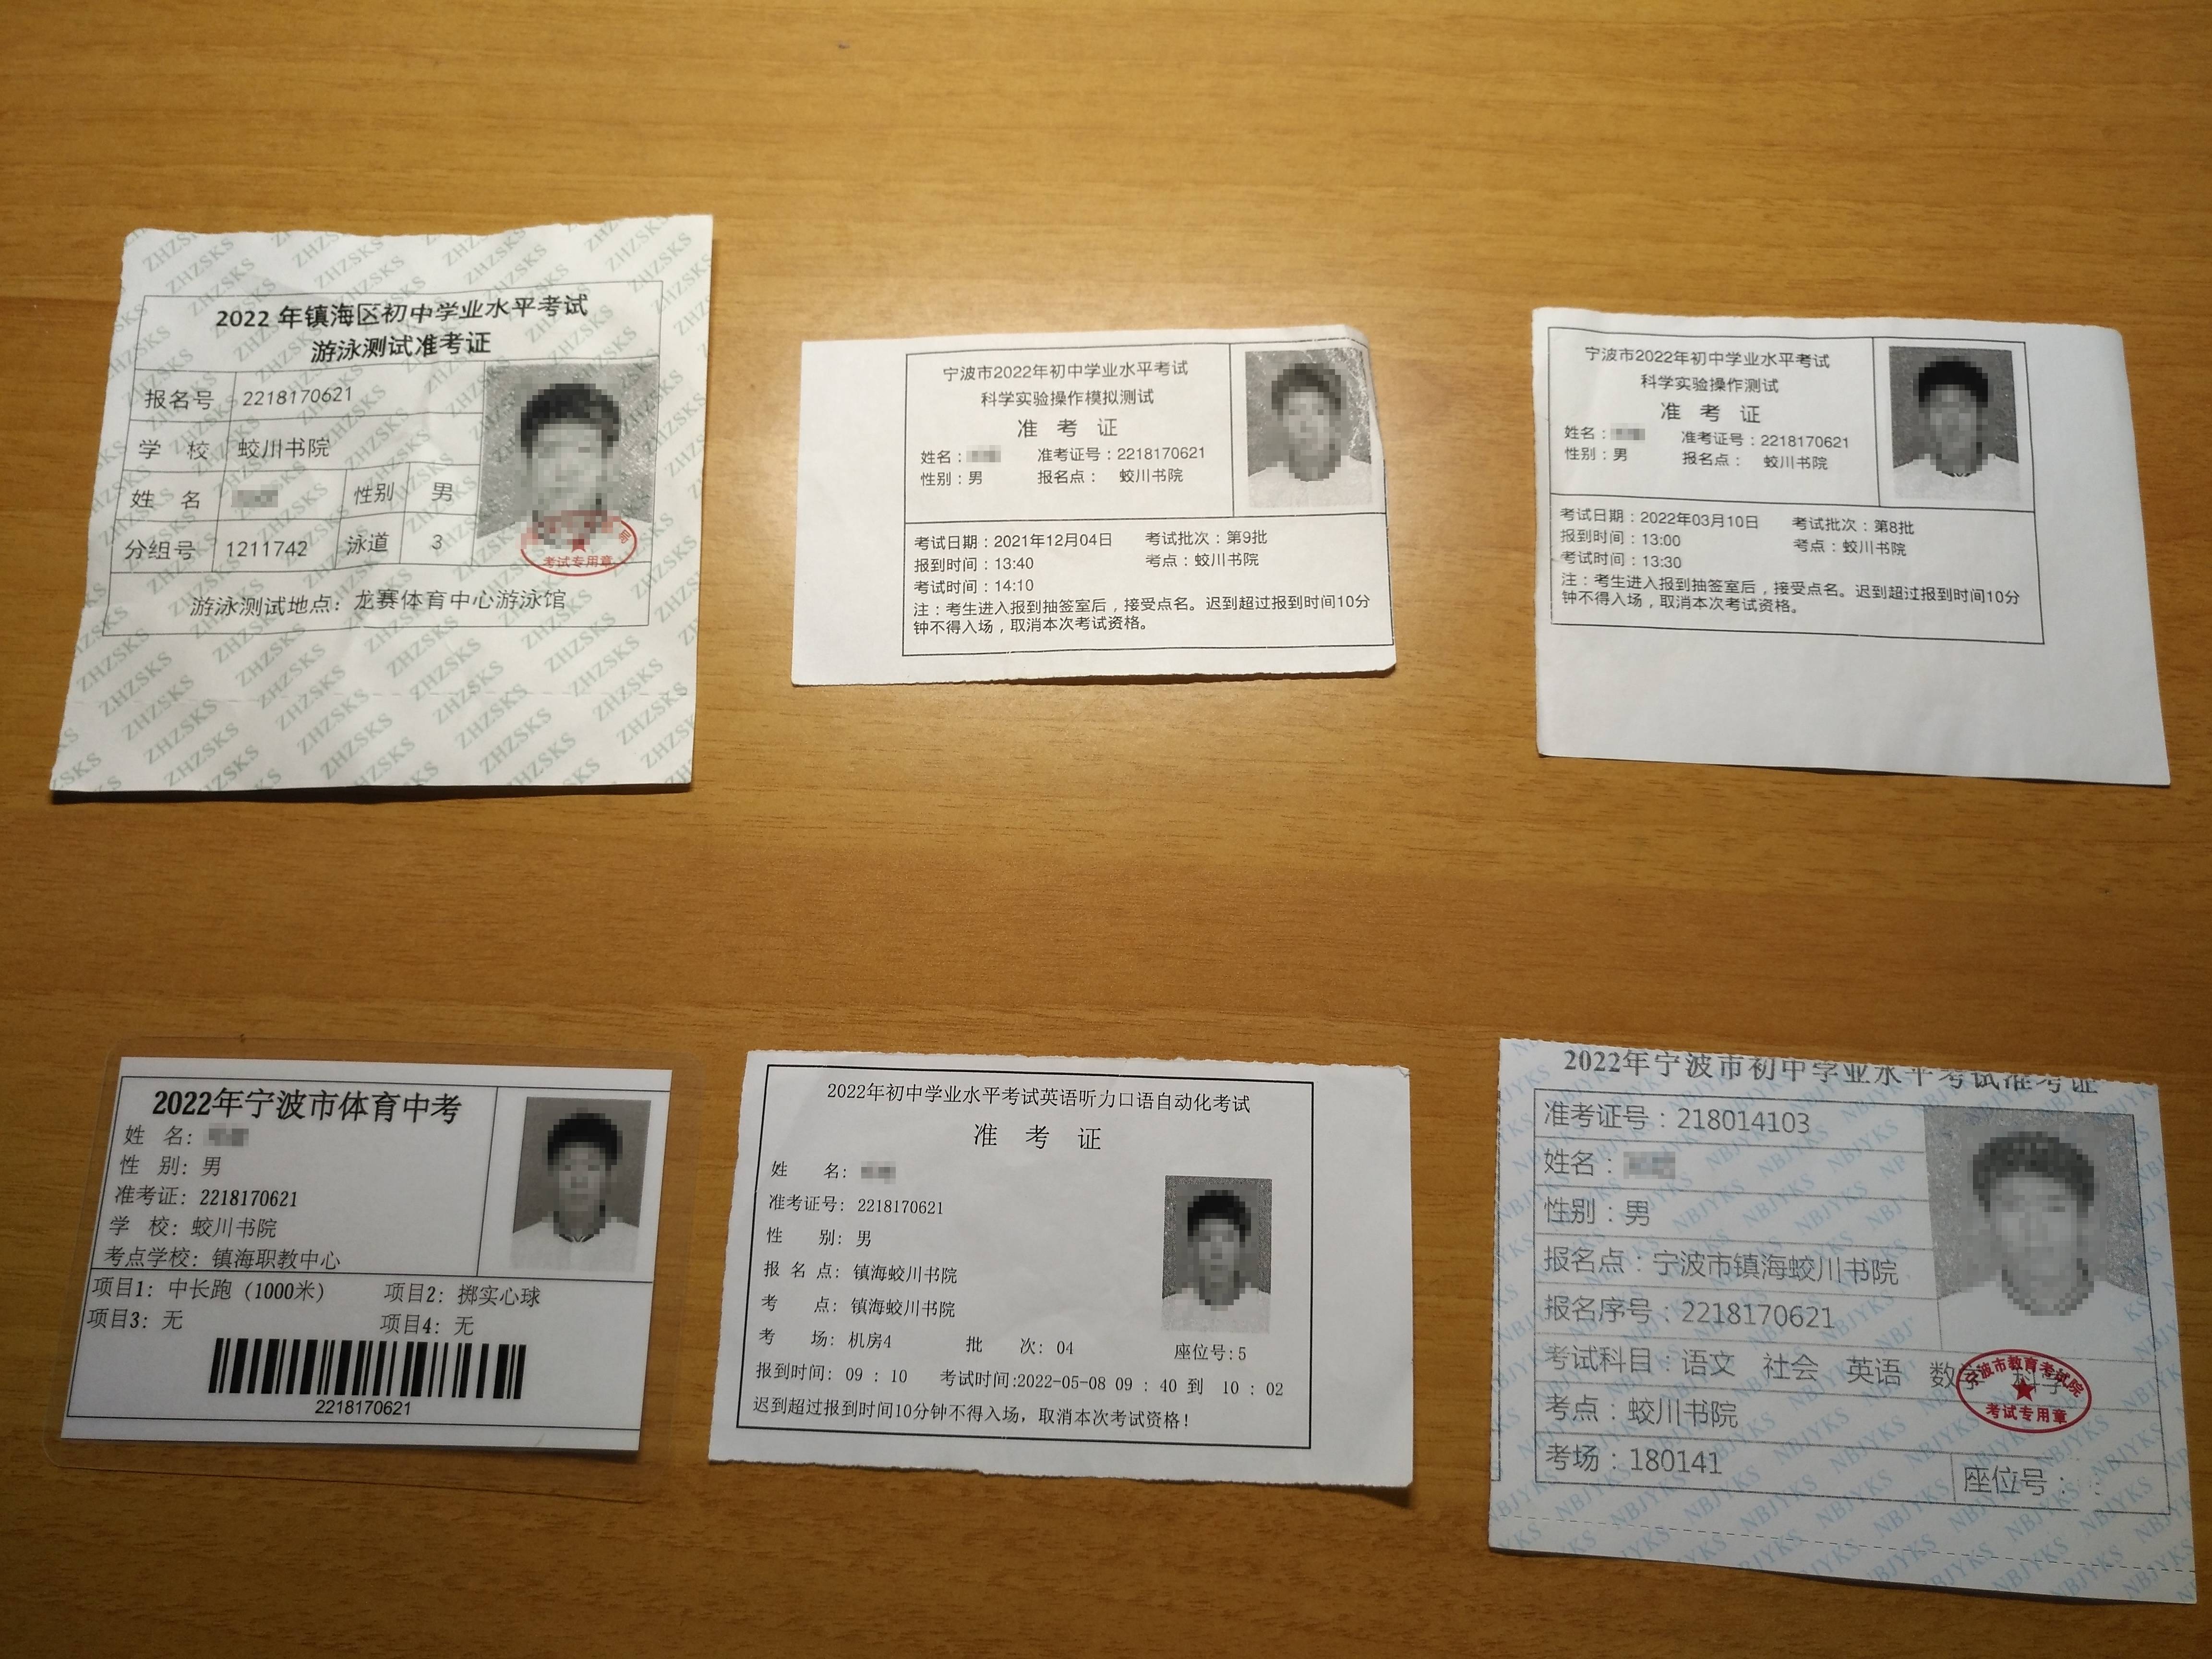 2022 年镇海区初中学业水平考试
游泳测试准考证
报名号 2218170621
学 校 蛟川书院
姓 名 性别 男
分组号 1211742 泳道 3
考试专用章
游泳测试地点：龙赛体育中心游泳馆
ZHZSKS
宁波市2022年初中学业水平考试
科学实验操作模拟测试
准 考 证
姓名： 准考证号：2218170621
性别：男 报名点： 蛟川书院
考试日期：2021年12月04日 考试批次：第9批
报到时间：13:40 考点：蛟川书院
考试时间：14:10
注：考生进入报到抽签室后，接受点名。迟到超过报到时间10分
钟不得入场，取消本次考试资格。
宁波市2022年初中学业水平考试
科学实验操作测试
准 考 证
姓名： 准考证号：2218170621
性别：男 报名点： 蛟川书院
考试日期：2022年03月10日 考试批次：第8批
报到时间：13:00 考点：蛟川书院
考试时间：13:30
注：考生进入报到抽签室后，接受点名。迟到超过报到时间10分
钟不得入场，取消本次考试资格。
2022年宁波市体育中考
姓 名：
性 别：男
准考证：2218170621
学 校：蛟川书院
考点学校：镇海职教中心
项目1：中长跑（1000米） 项目2：掷实心球
项目3：无 项目4：无
2218170621
2022年初中学业水平考试英语听力口语自动化考试
准 考 证
姓 名：
准考证号：2218170621
性 别：男
报 名 点：镇海蛟川书院
考 点：镇海蛟川书院
考 场：机房4 批 次：04 座位号:5
报到时间：09 : 10 考试时间:2022-05-08 09 : 40 到 10 : 02
迟到超过报到时间10分钟不得入场，取消本次考试资格！
2022年宁波市初中学业水平考试准考证
准考证号：218014103
姓名：
性别：男
报名点：宁波市镇海蛟川书院
报名序号：2218170621
考试科目：语文 社会 英语 数学 科学
宁波市教育考试院
考试专用章
考点：蛟川书院
考场：180141 座位号：
NBJYKS